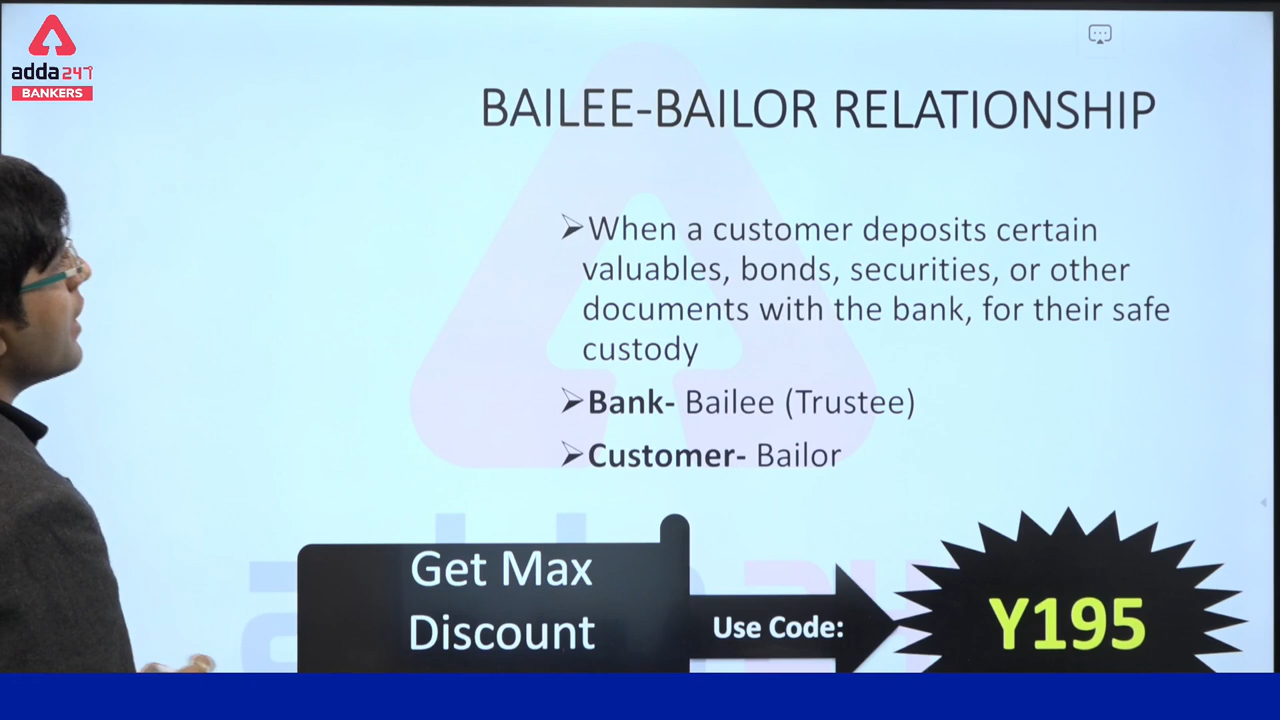 adda247
BANKERS
BAILEE-BAILOR RELATIONSHIP
➢When a customer deposits certain
valuables, bonds, securities, or other
documents with the bank, for their safe
custody
➢Bank- Bailee (Trustee)
➢Customer- Bailor
Get Max
Discount
Use Code:
Y195